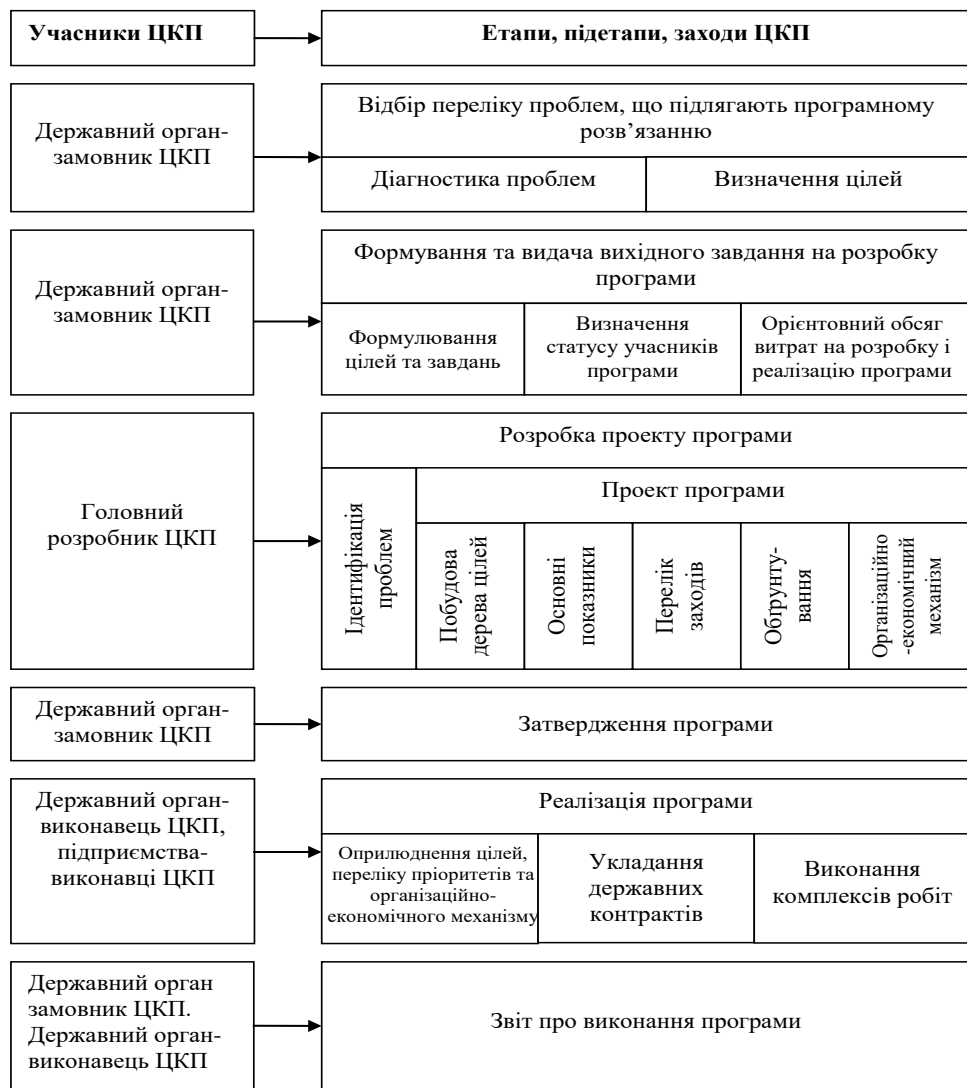 Учасники ЦКП
Етапи, підетапи, заходи ЦКП
Державний орган-
замовник ЦКП
Відбір переліку проблем, що підлягають програмному
розв’язанню
Діагностика проблем
Визначення цілей
Державний орган-
замовник ЦКП
Формування та видача вихідного завдання на розробку
програми
Формулювання
цілей та завдань
Визначення
статусу учасників
програми
Орієнтовний обсяг
витрат на розробку і
реалізацію програми
Головний
розробник ЦКП
Розробка проекту програми
Ідентифікація
проблем
Проект програми
Побудова
дерева цілей
Основні
показники
Перелік
заходів
Обґрунту-
вання
Організаційно
-економічний
механізм
Державний орган-
замовник ЦКП
Затвердження програми
Державний орган-
виконавець ЦКП,
підприємства-
виконавці ЦКП
Реалізація програми
Оприлюднення цілей,
переліку пріоритетів та
організаційно-
економічного механізму
Укладання
державних
контрактів
Виконання
комплексів робіт
Державний орган
замовник ЦКП.
Державний орган-
виконавець ЦКП
Звіт про виконання програми